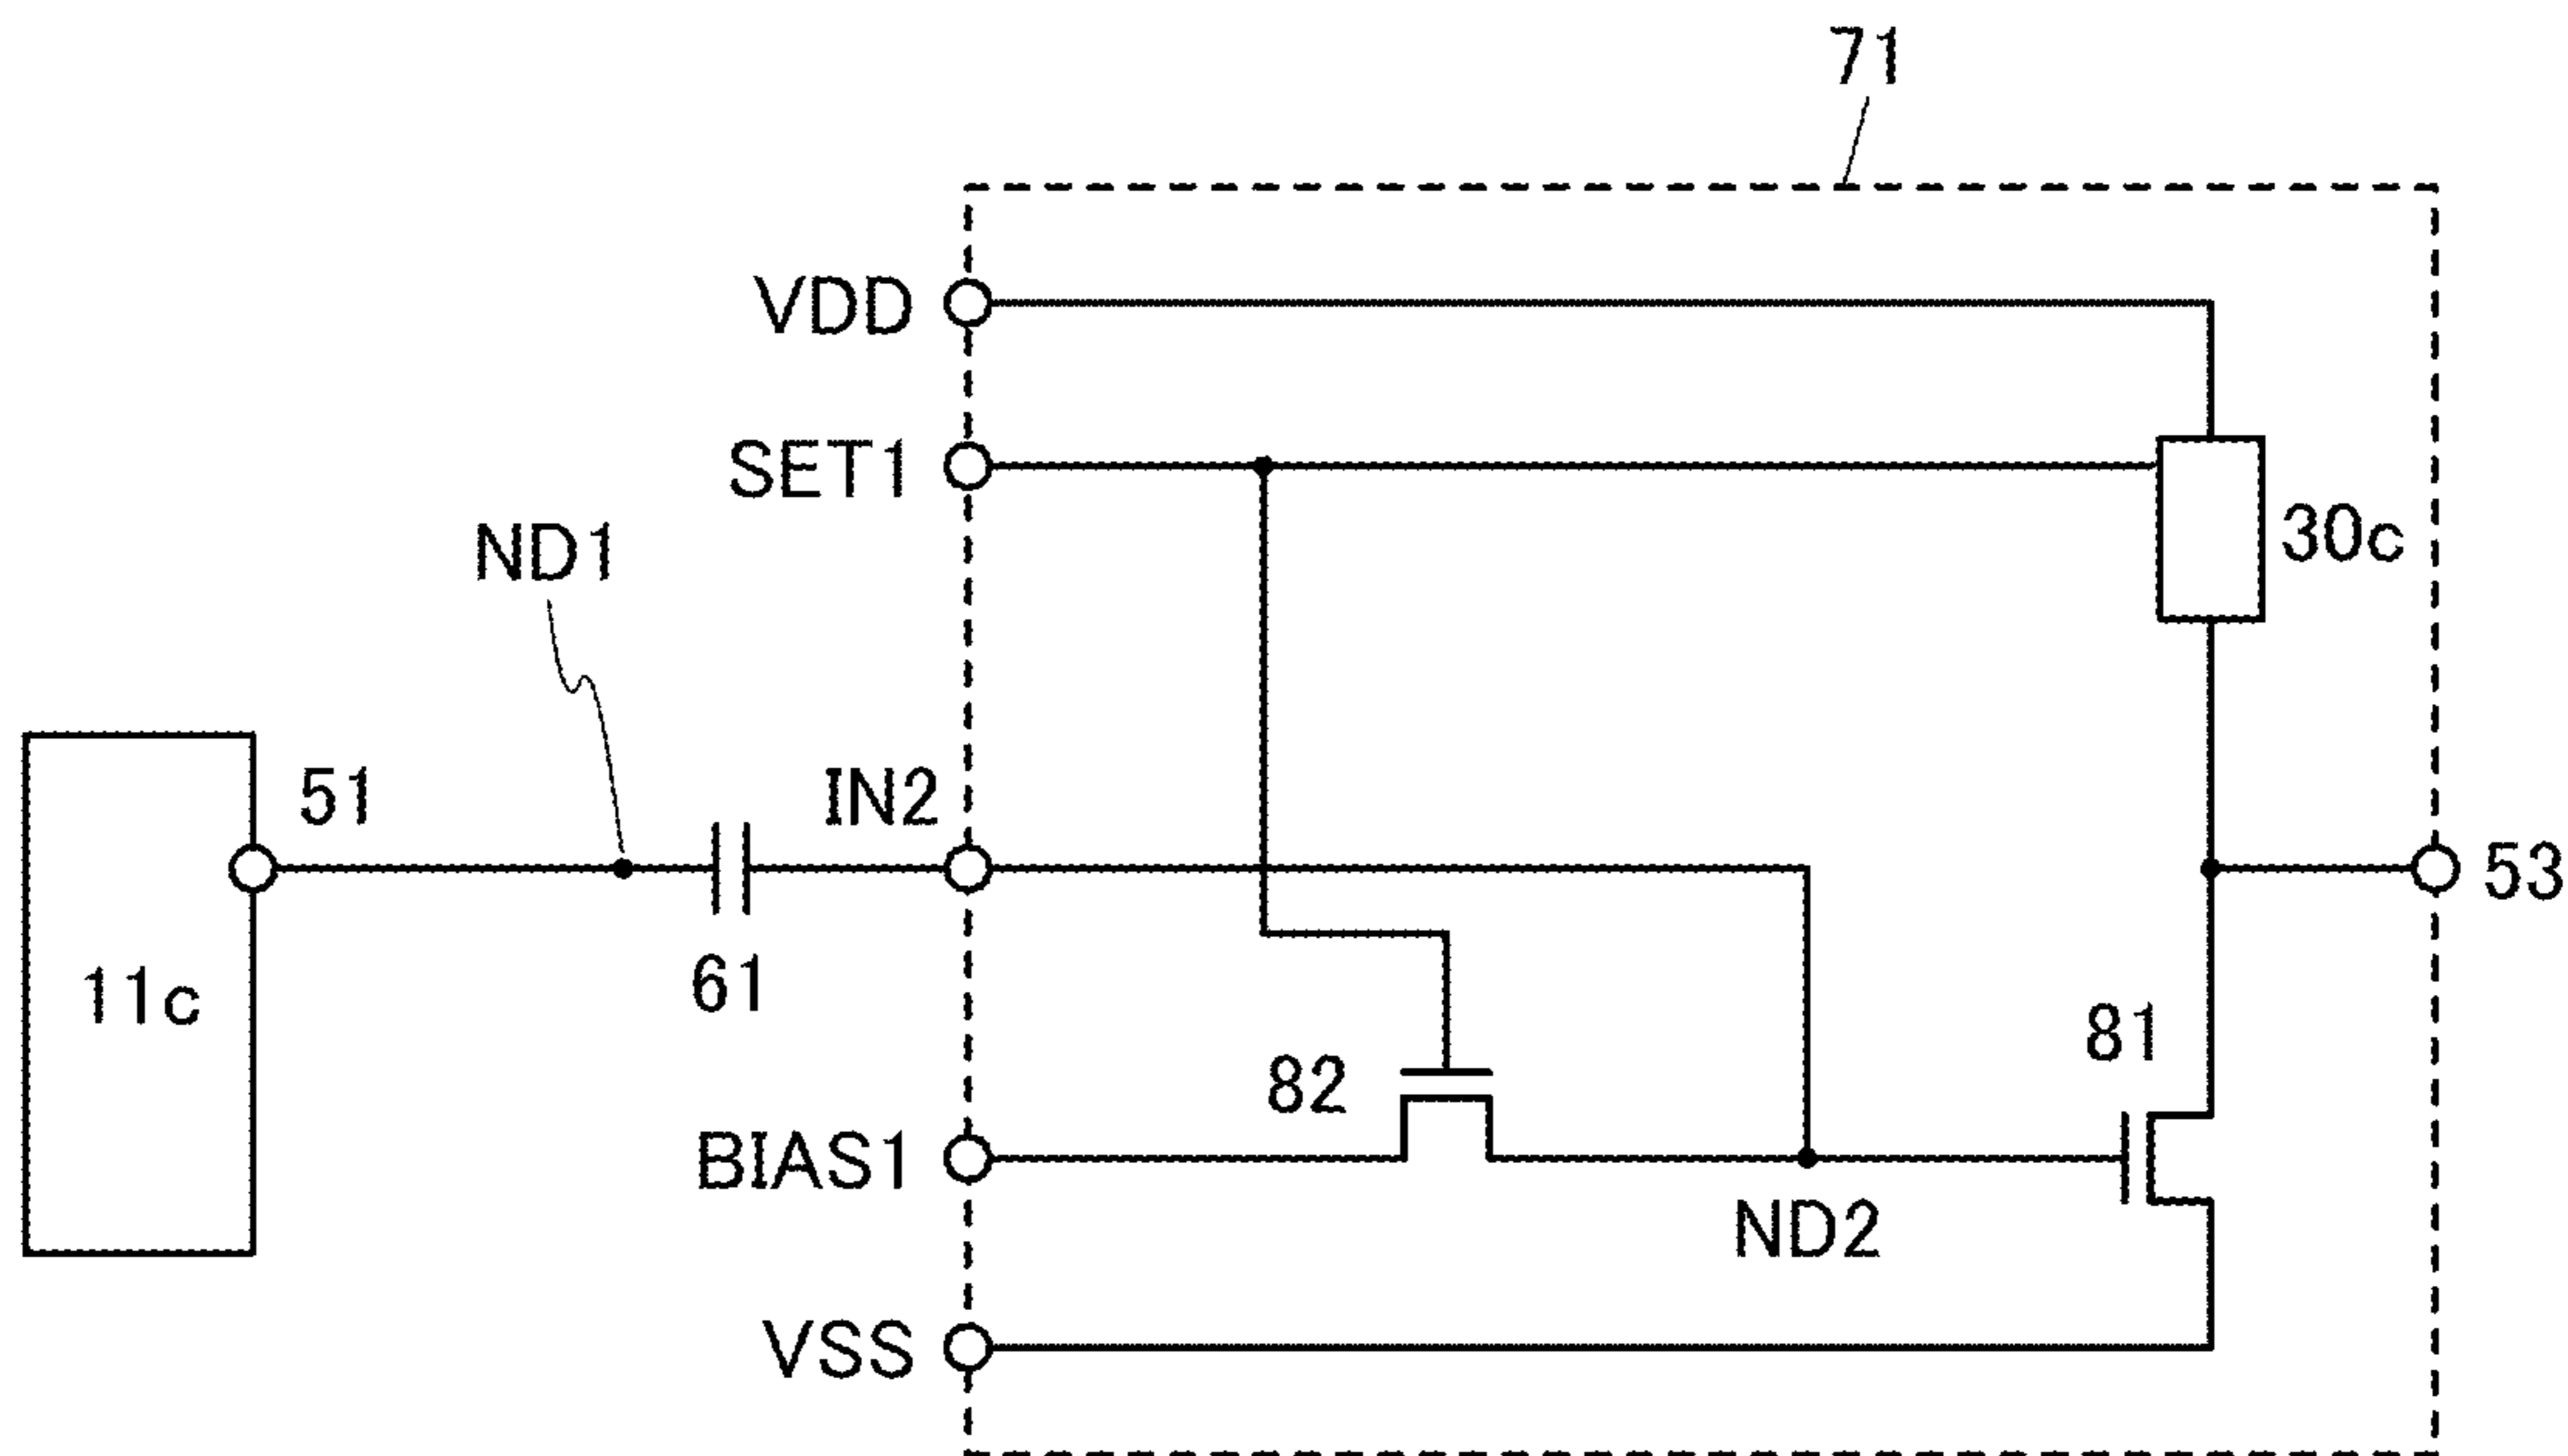 71
VDD
SET1
30c
ND1
51
IN2
53
61
11c
81
82
BIAS1
ND2
VSS